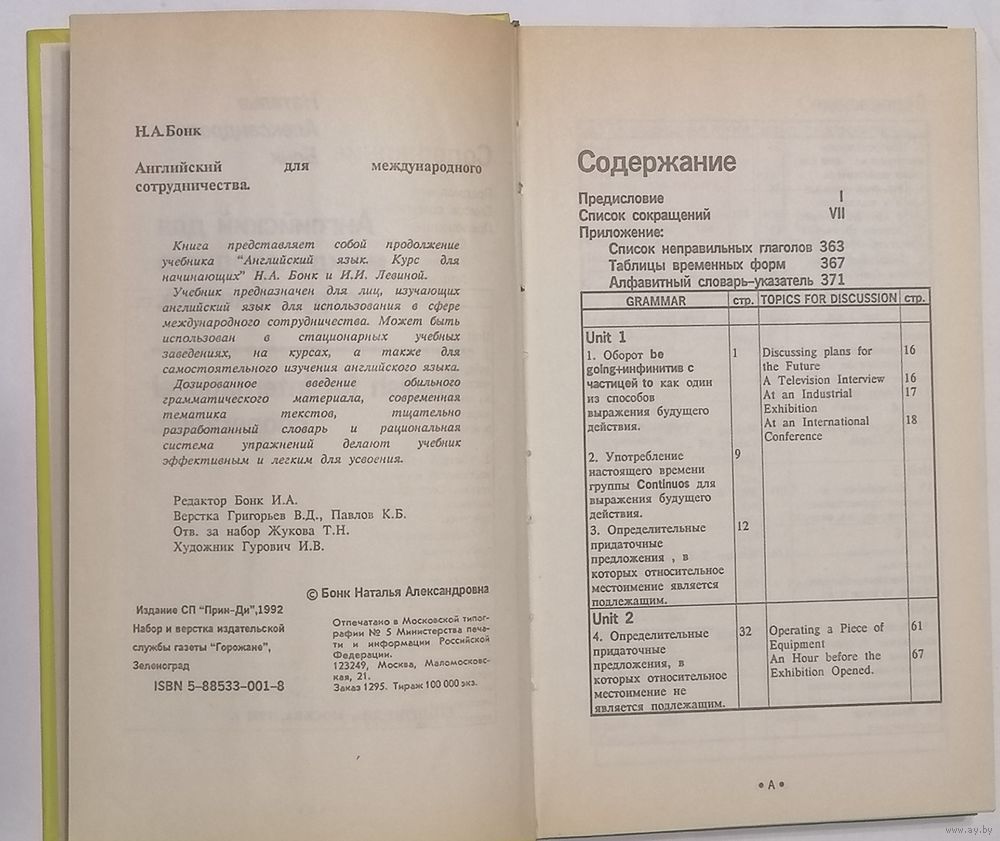 Н.А.Бонк
Английский для международного
сотрудничества.
Книга представляет собой продолжение
учебника "Английский язык. Курс для
начинающих" Н.А. Бонк и И.И. Левиной.
Учебник предназначен для лиц, изучающих
английский язык для использования в сфере
международного сотрудничества. Может быть
использован в стационарных учебных
заведениях, на курсах, а также для
самостоятельного изучения английского языка.
Дозированное введение обильного
грамматического материала, современная
тематика текстов, тщательно
разработанный словарь и рациональная
система упражнений делают учебник
эффективным и легким для усвоения.
Редактор Бонк И.А.
Верстка Григорьев В.Д., Павлов К.Б.
Отв. за набор Жукова Т.Н.
Художник Гурович И.В.
© Бонк Наталья Александровна
Издание СП "Прин-Ди",1992
Набор и верстка издательской
службы газеты "Горожане",
Зеленоград
ISBN 5-88533-001-8
Отпечатано в Московской типог-
рафии № 5 Министерства печа-
ти и информации Российской
Федерации.
123249, Москва, Маломосковс-
кая, 21.
Заказ 1295. Тираж 100 000 экз.
Содержание
Предисловие I
Список сокращений VII
Приложение:
Список неправильных глаголов 363
Таблицы временных форм 367
Алфавитный словарь-указатель 371
GRAMMAR стр. TOPICS FOR DISCUSSION стр.
Unit 1
1. Оборот be 1 Discussing plans for 16
going+инфинитив с the Future
частицей to как один A Television Interview 16
из способов At an Industrial 17
выражения будущего Exhibition
действия. At an International 18
Conference
2. Употребление 9
настоящего времени
группы Continuos для
выражения будущего
действия.
3. Определительные 12
придаточные
предложения , в
которых относительное
местоимение является
подлежащим.
Unit 2
4. Определительные 32 Operating a Piece of 61
придаточные Equipment
предложения, в An Hour before the 67
которых относительное Exhibition Opened.
местоимение не
является подлежащим.
• A •
www.ay.by